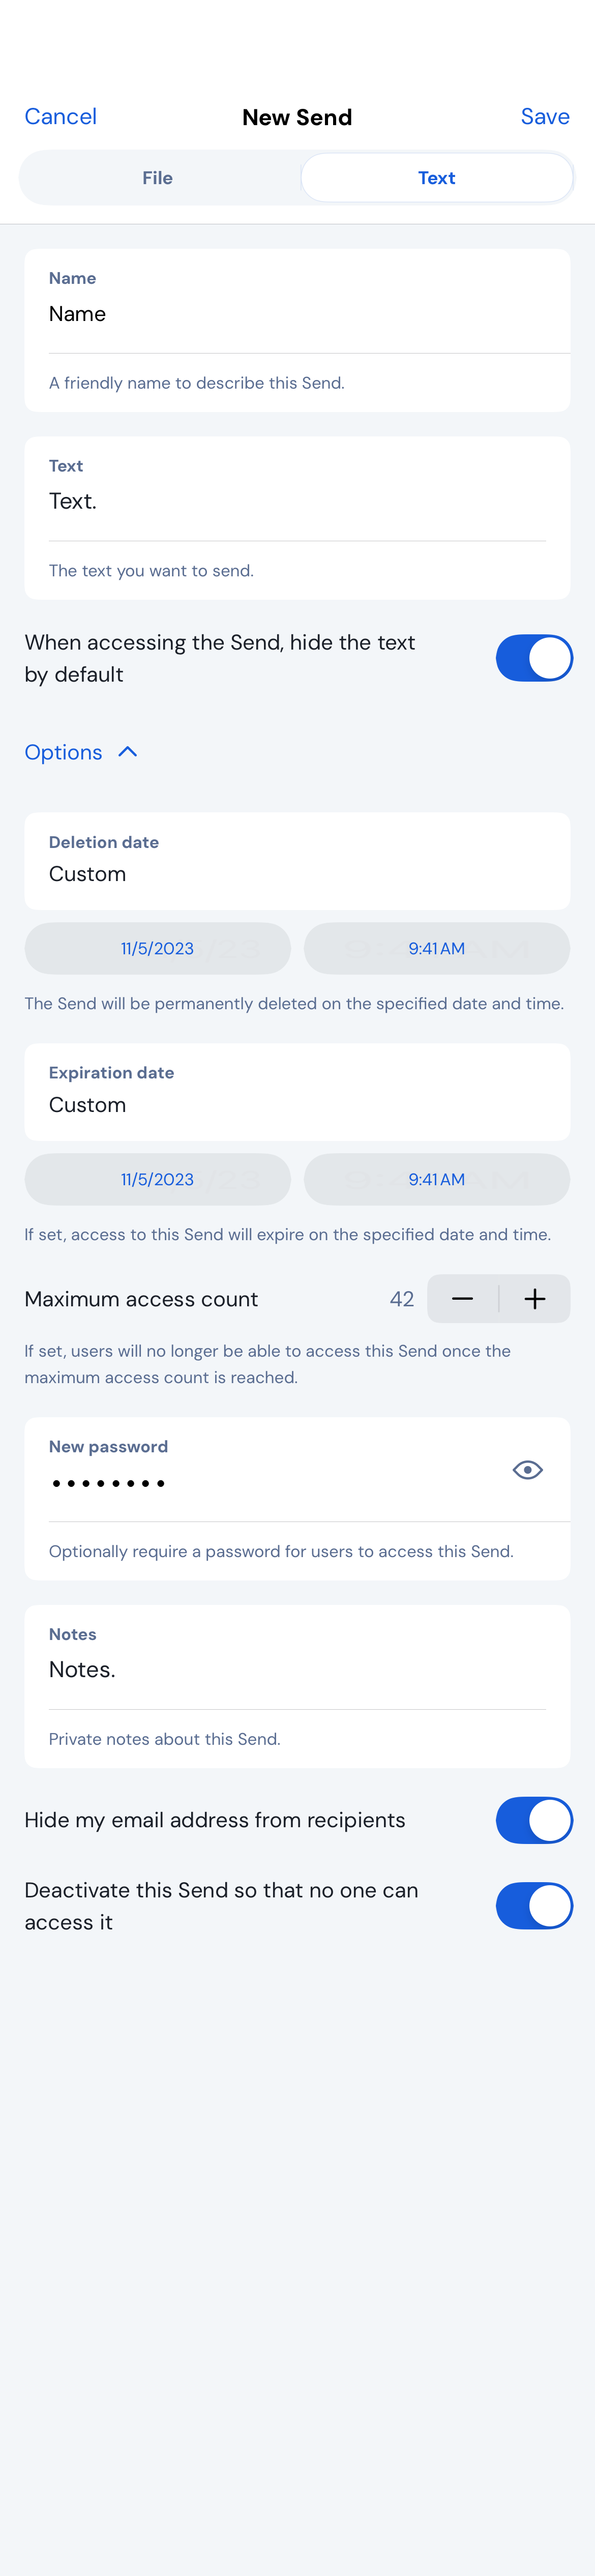 Cancel
New Send
Save
File
Text
Name
Name
A friendly name to describe this Send.
Text
Text.
The text you want to send.
When accessing the Send, hide the text
by default
Options
Deletion date
Custom
11/5/2023
9:41 AM
The Send will be permanently deleted on the specified date and time.
Expiration date
Custom
11/5/2023
9:41 AM
If set, access to this Send will expire on the specified date and time.
Maximum access count
42
If set, users will no longer be able to access this Send once the
maximum access count is reached.
New password
••••••••
Optionally require a password for users to access this Send.
Notes
Notes.
Private notes about this Send.
Hide my email address from recipients
Deactivate this Send so that no one can
access it